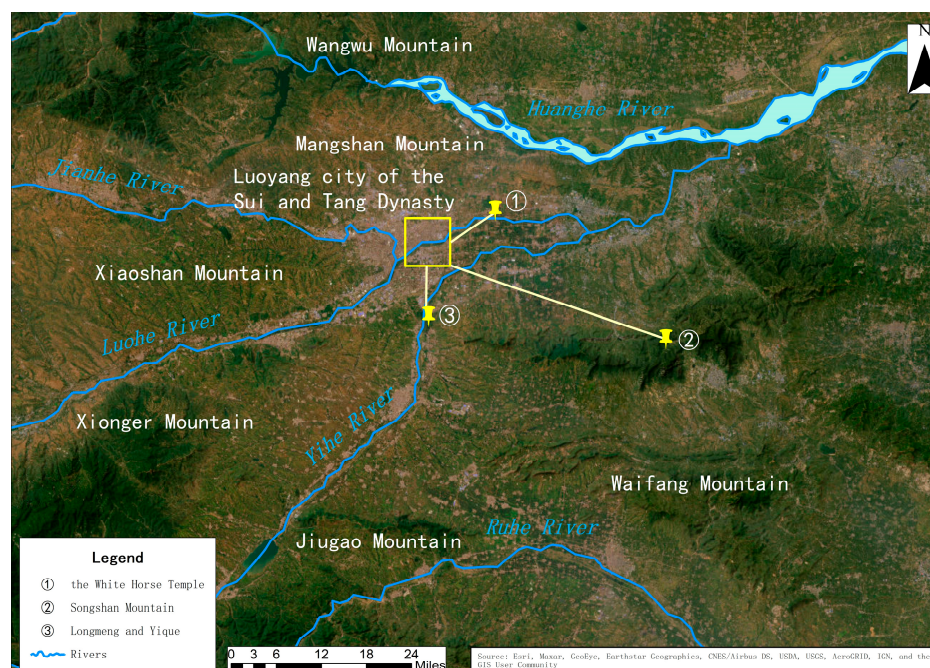 N
Wangwu Mountain
Huanghe River
Mangshan Mountain
Jianhe River
Luoyang city of the
Sui and Tang Dynasty
①
Xiaoshan Mountain
③
②
Luohe River
Xionger Mountain
Yihe River
Waifang Mountain
Ruhe River
Jiugao Mountain
Legend
① the White Horse Temple
② Songshan Mountain
③ Longmeng and Yique
Rivers
0 3 6 12 18 24
Miles
Source: Esri, Maxar, GeoEye, Earthstar Geographics, CNES/Airbus DS, USDA, USGS, AeroGRID, IGN, and the
GIS User Community